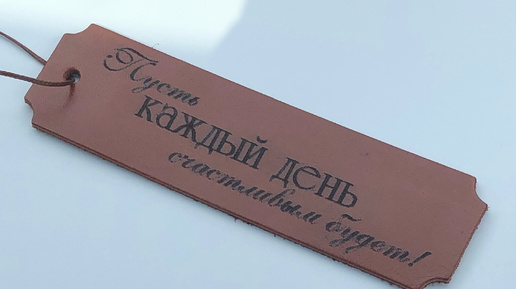 Пусть
каждый день
счастливым будет!